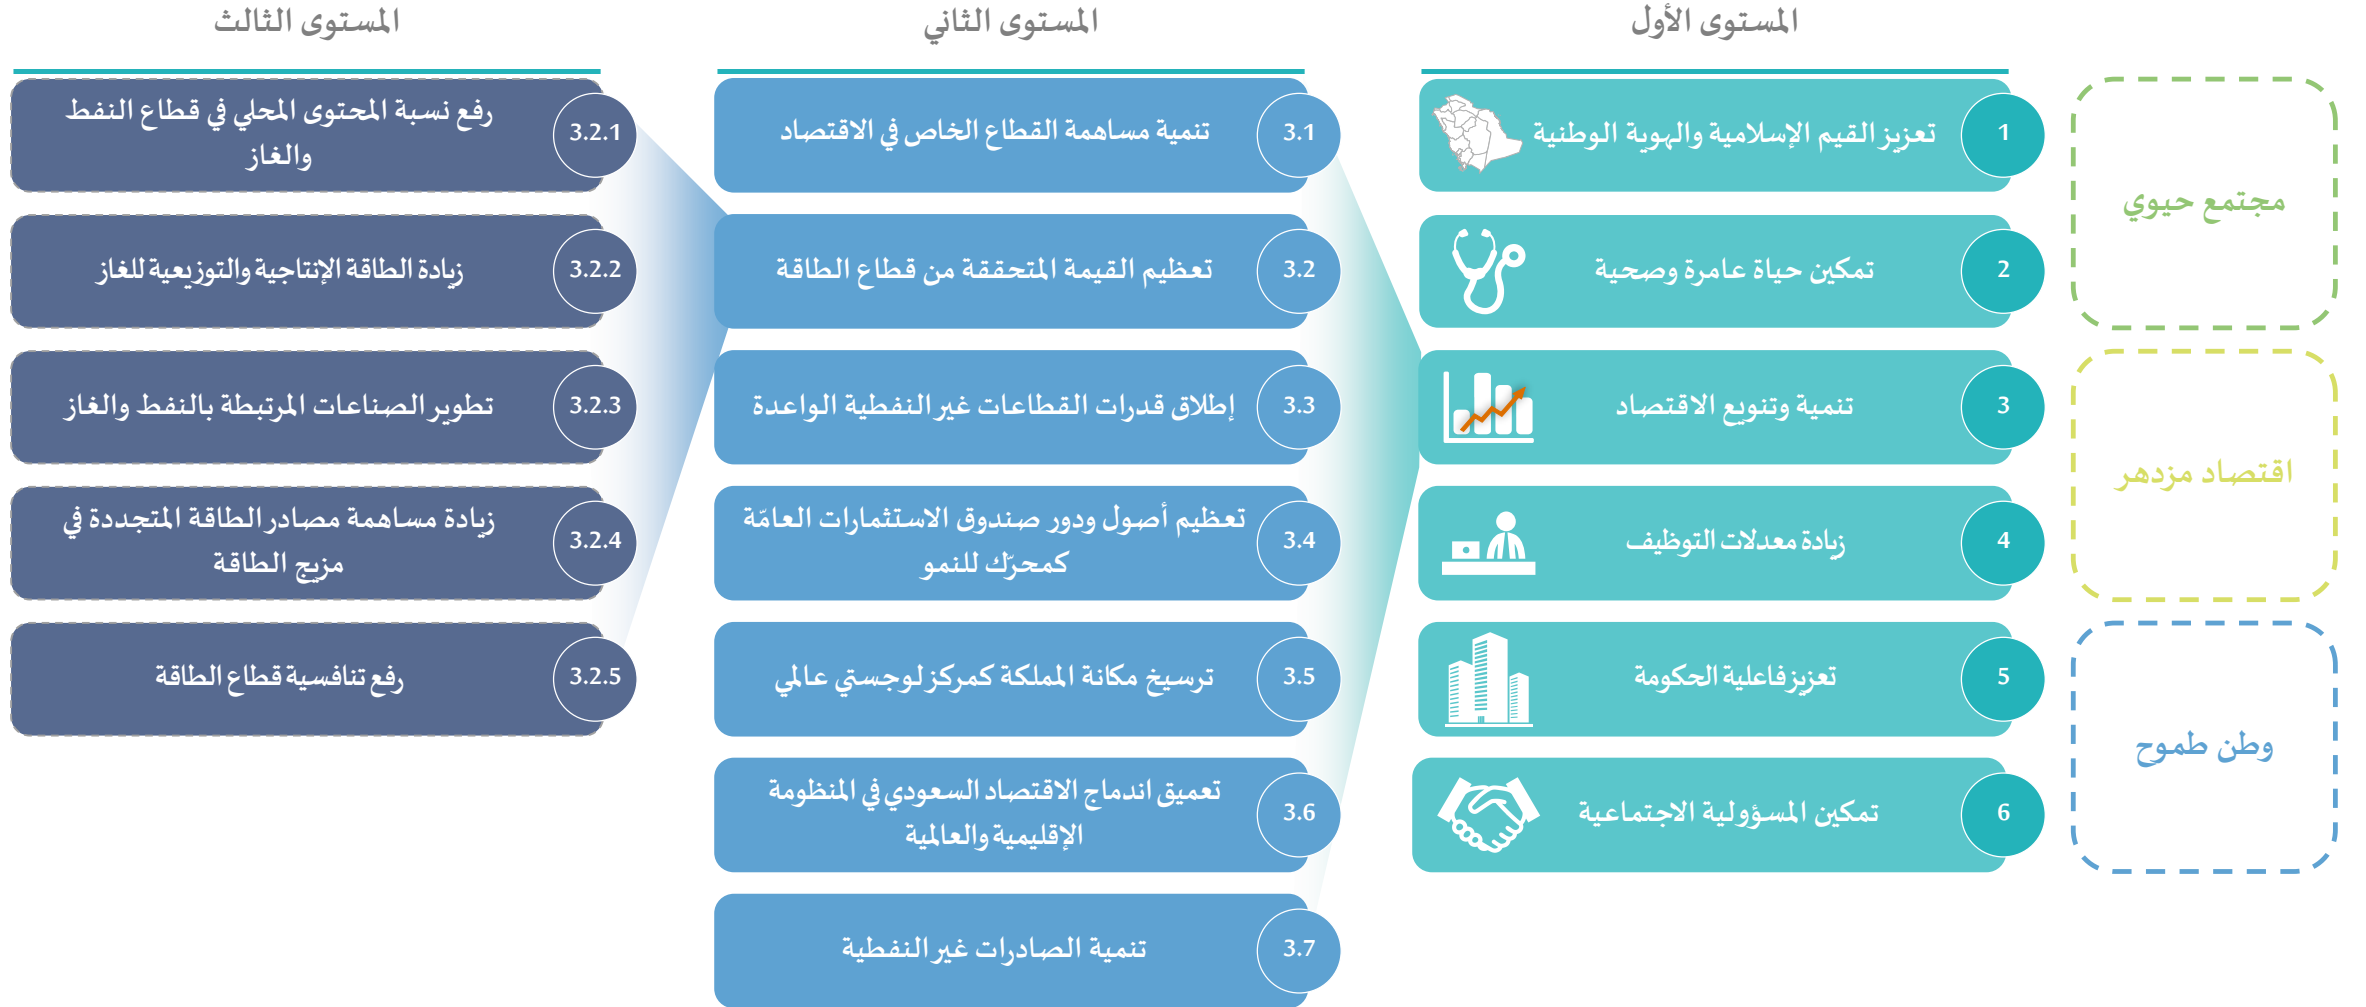 المستوى الأول
المستوى الثاني
المستوى الثالث
مجتمع حيوي
اقتصاد مزدهر
وطن طموح
1
تعزيز القيم الإسلامية والهوية الوطنية
2
تمكين حياة عامرة وصحية
3
تنمية وتنويع الاقتصاد
4
زيادة معدلات التوظيف
5
تعزيز فاعلية الحكومة
6
تمكين المسؤولية الاجتماعية
3.1
تنمية مساهمة القطاع الخاص في الاقتصاد
3.2
تعظيم القيمة المتحققة من قطاع الطاقة
3.3
إطلاق قدرات القطاعات غير النفطية الواعدة
3.4
تعظيم أصول ودور صندوق الاستثمارات العامّة
كمحرّك للنمو
3.5
ترسيخ مكانة المملكة كمركز لوجستي عالمي
3.6
تعميق اندماج الاقتصاد السعودي في المنظومة
الإقليمية والعالمية
3.7
تنمية الصادرات غير النفطية
3.2.1
رفع نسبة المحتوى المحلي في قطاع النفط
والغاز
3.2.2
زيادة الطاقة الإنتاجية والتوزيعية للغاز
3.2.3
تطوير الصناعات المرتبطة بالنفط والغاز
3.2.4
زيادة مساهمة مصادر الطاقة المتجددة في
مزيج الطاقة
3.2.5
رفع تنافسية قطاع الطاقة